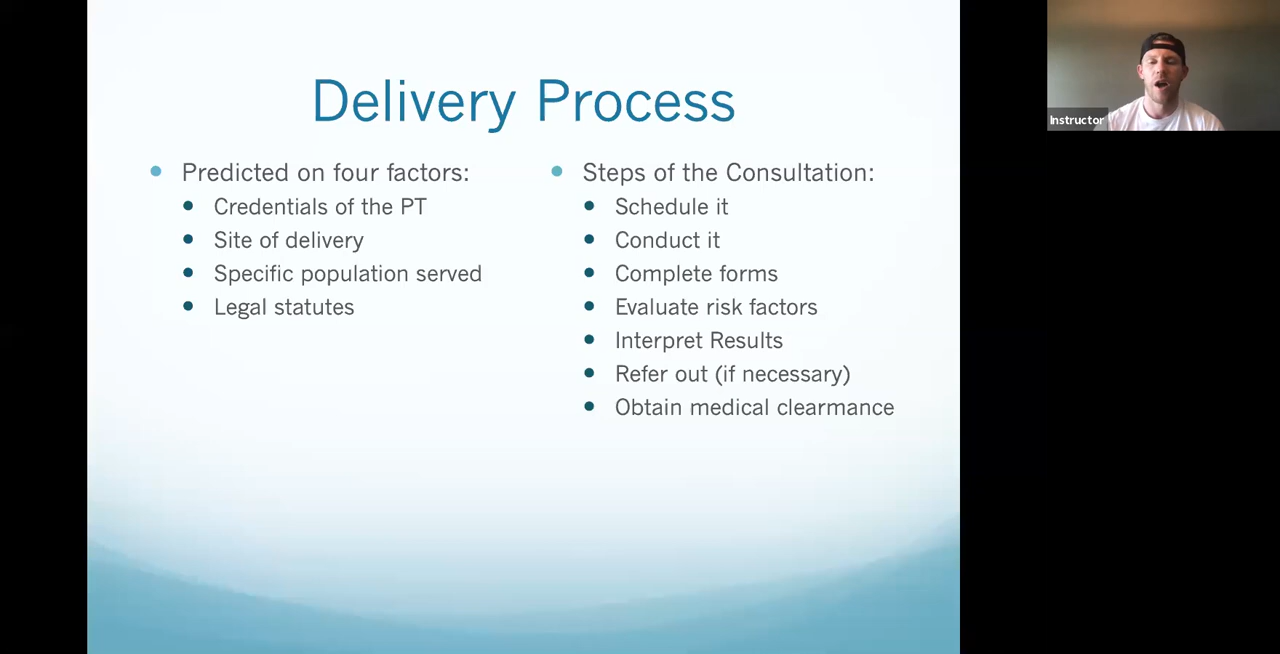 Delivery Process
Predicted on four factors:
Credentials of the PT
Site of delivery
Specific population served
Legal statutes
Steps of the Consultation:
Schedule it
Conduct it
Complete forms
Evaluate risk factors
Interpret Results
Refer out (if necessary)
Obtain medical clearmance
Instructor